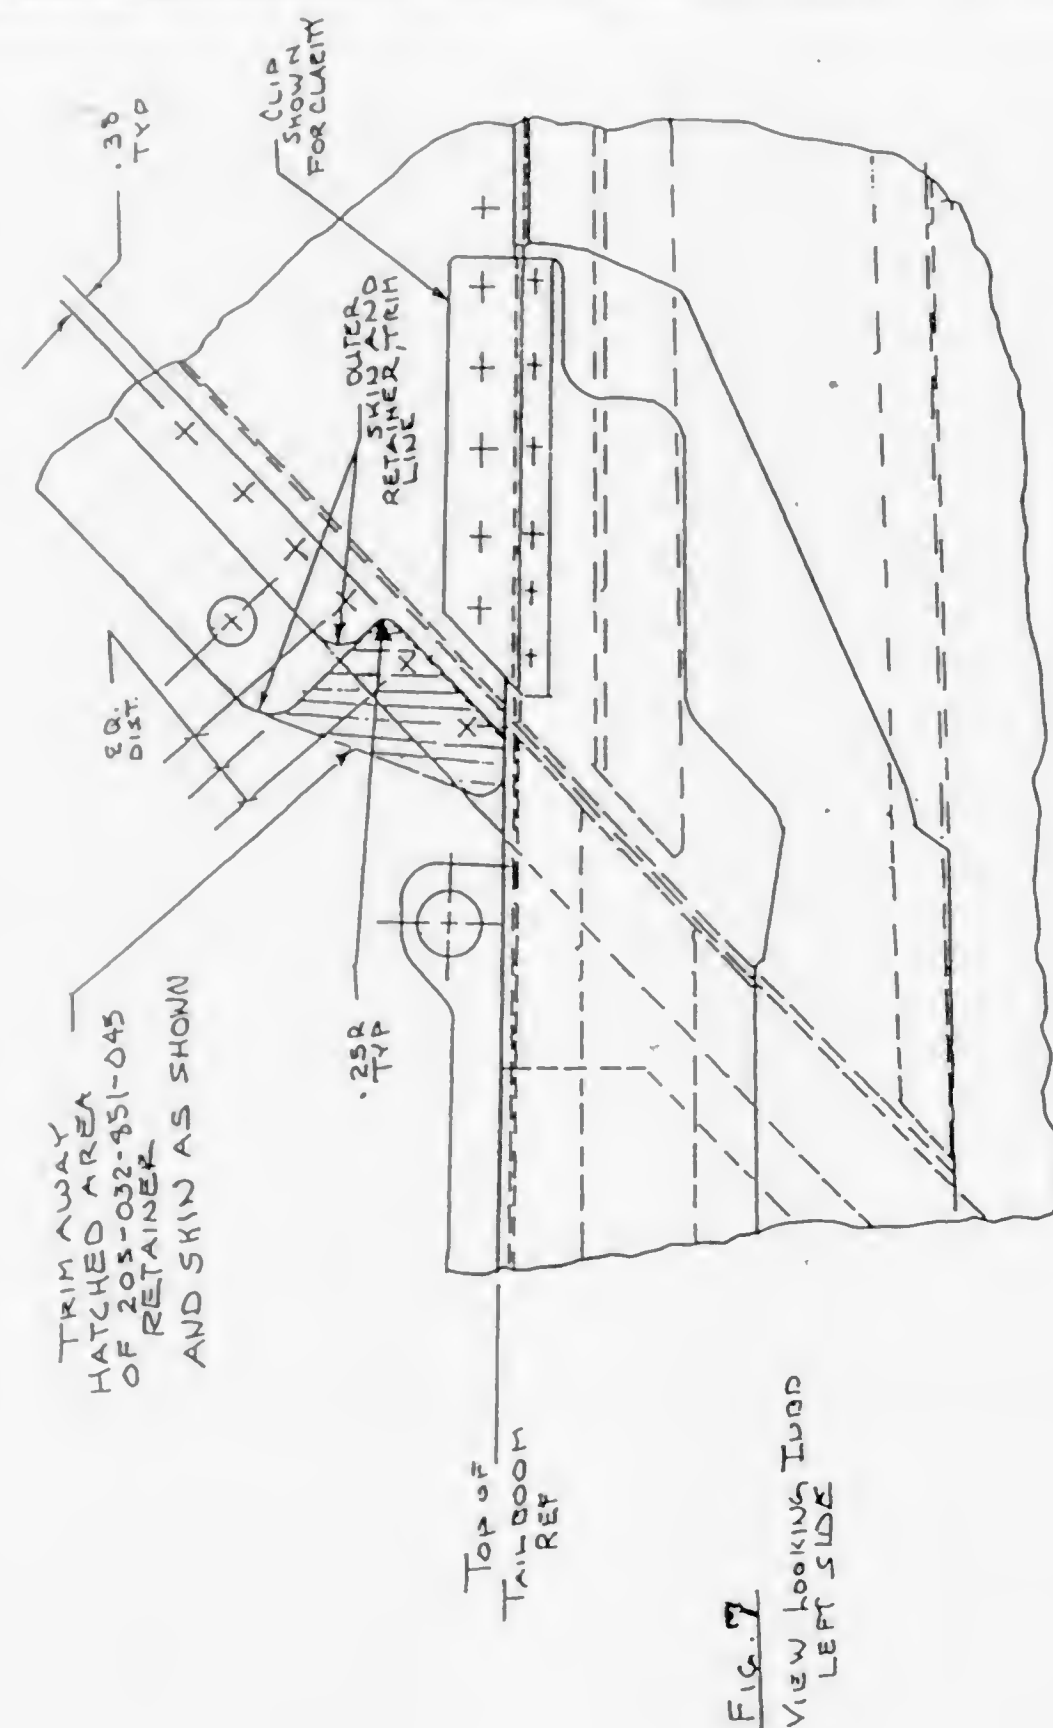 TRIM AWAY
HATCHED AREA
OF 205-032-851-045
RETAINER
AND SKIN AS SHOWN
EQ.
DIST.
.38
TYP
CLIP
SHOWN
FOR CLARITY
OUTER
SKIN AND
RETAINER, TRIM
LINE
.25R
TYP
TOP OF
TAILBOOM
REF
FIG. 7
VIEW LOOKING INBD
LEFT SIDE